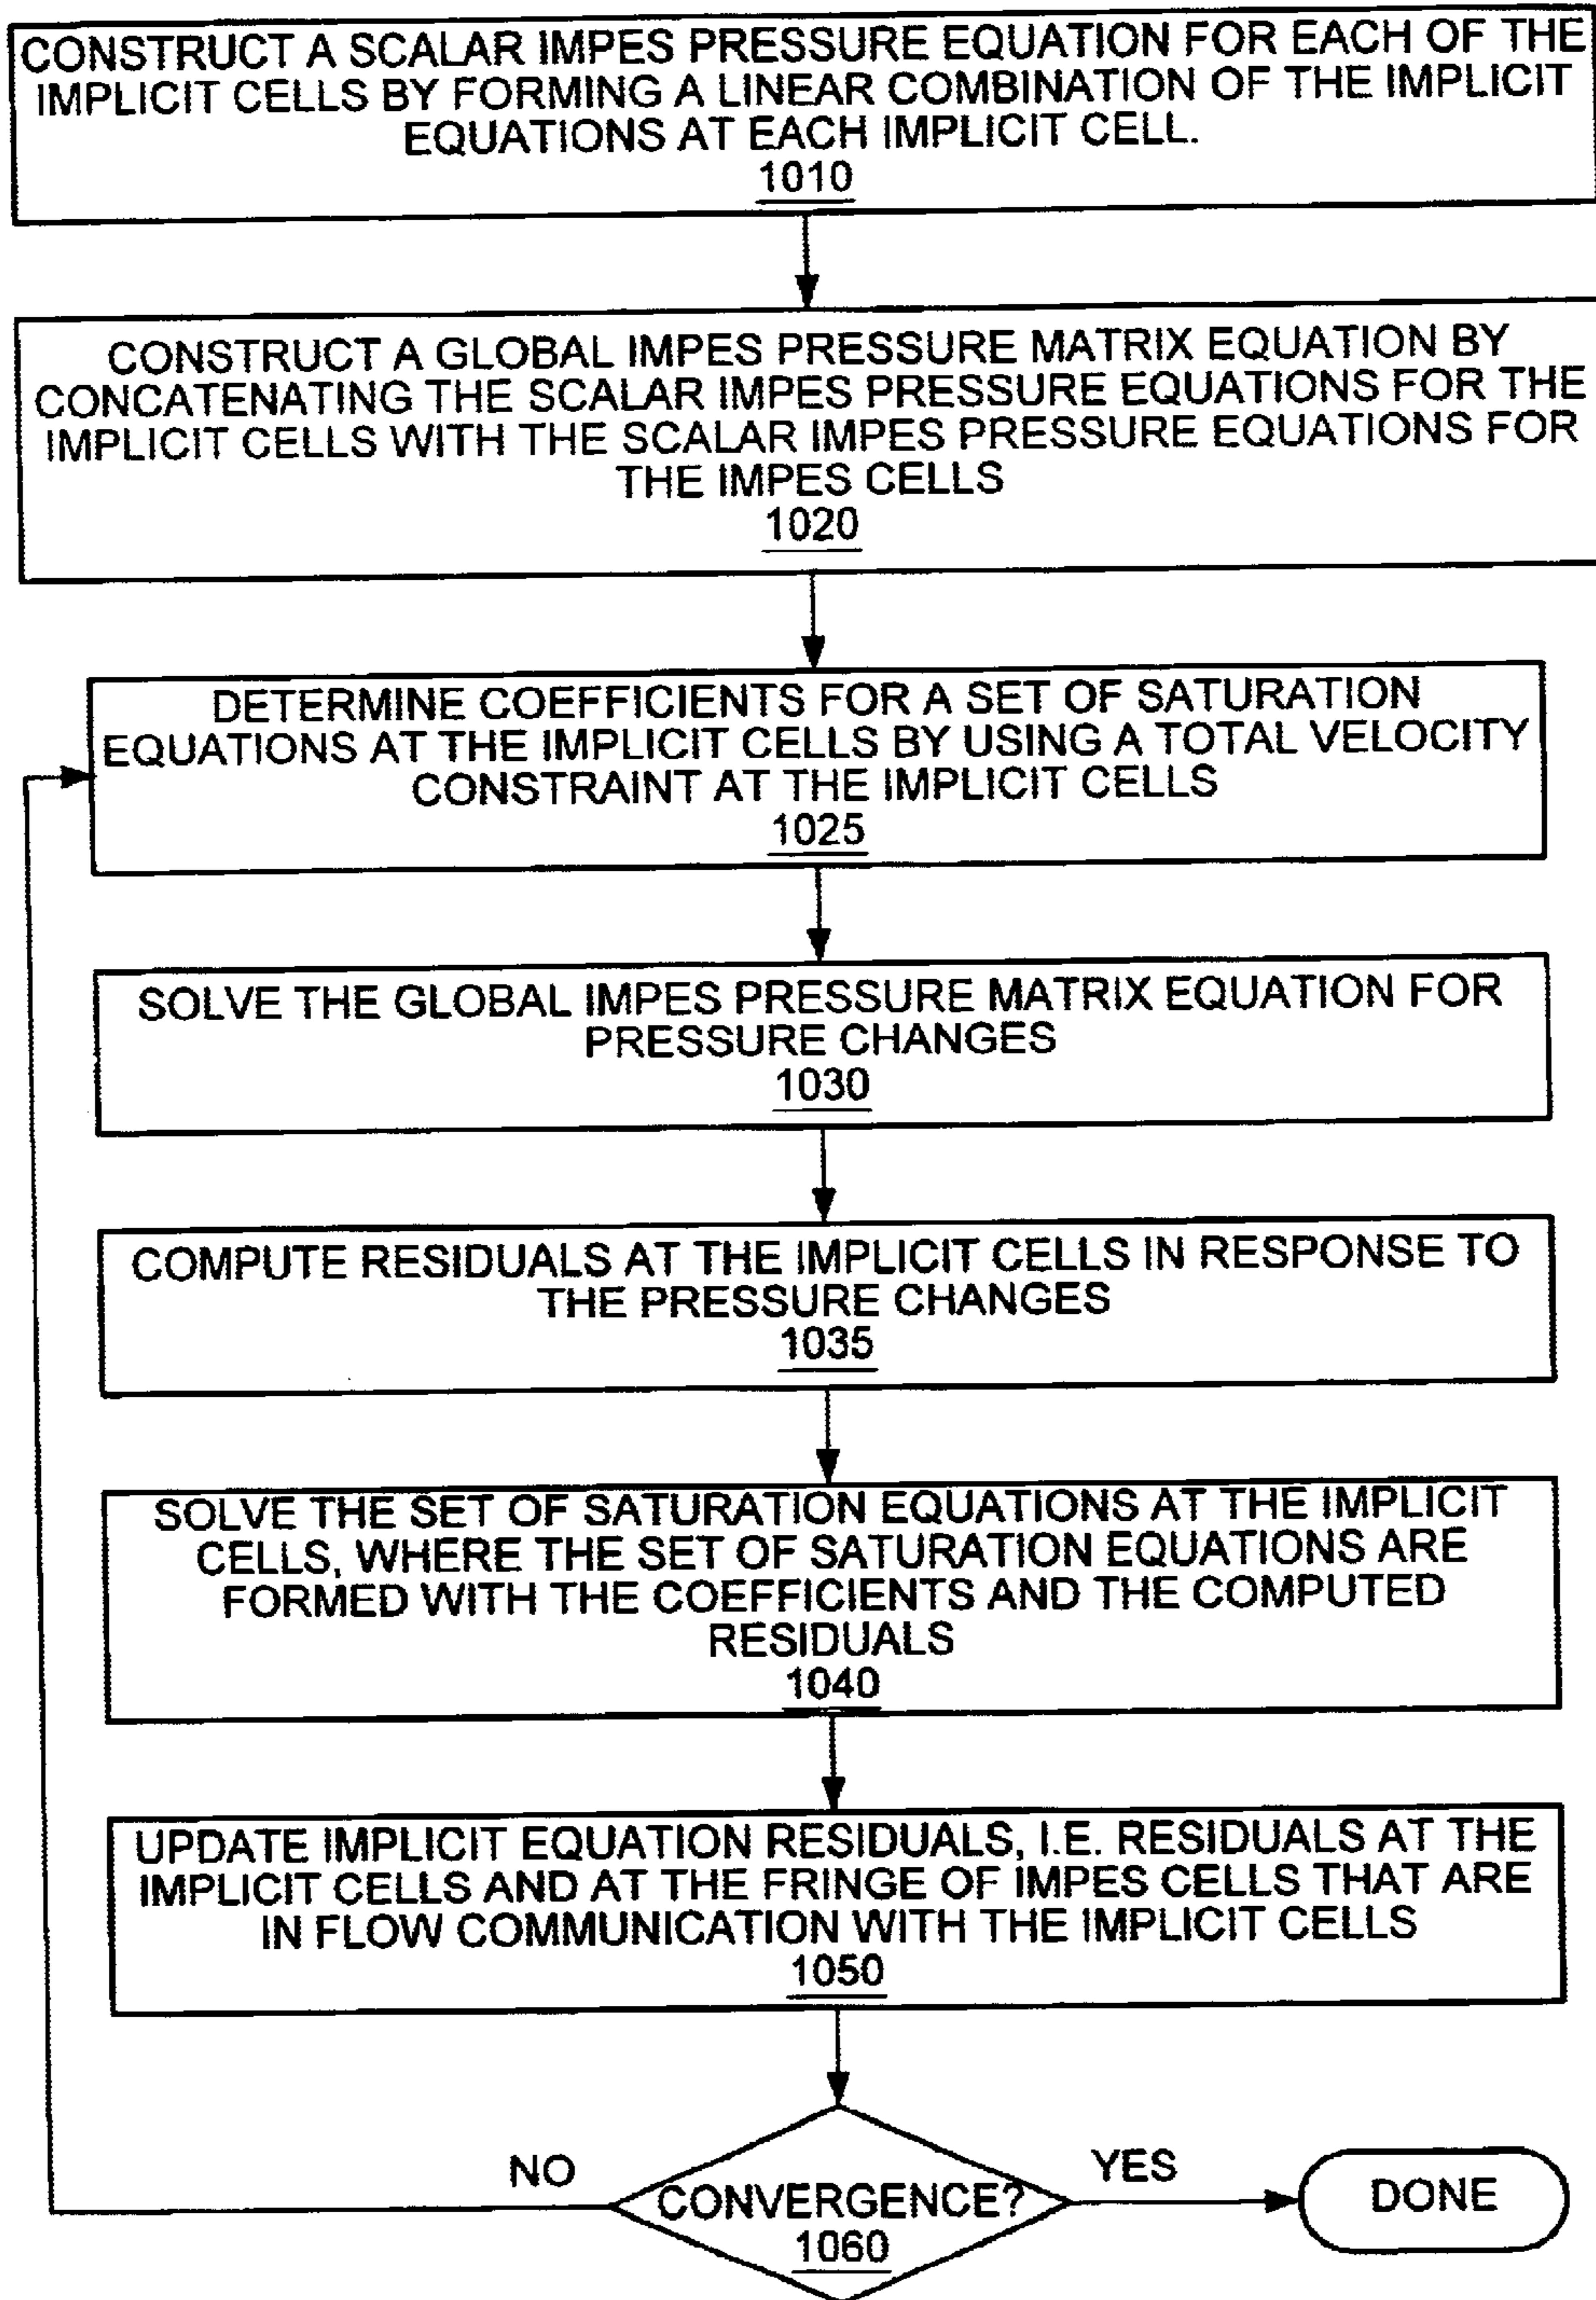 CONSTRUCT A SCALAR IMPES PRESSURE EQUATION FOR EACH OF THE
IMPLICIT CELLS BY FORMING A LINEAR COMBINATION OF THE IMPLICIT
EQUATIONS AT EACH IMPLICIT CELL.
1010
CONSTRUCT A GLOBAL IMPES PRESSURE MATRIX EQUATION BY
CONCATENATING THE SCALAR IMPES PRESSURE EQUATIONS FOR THE
IMPLICIT CELLS WITH THE SCALAR IMPES PRESSURE EQUATIONS FOR
THE IMPES CELLS
1020
DETERMINE COEFFICIENTS FOR A SET OF SATURATION
EQUATIONS AT THE IMPLICIT CELLS BY USING A TOTAL VELOCITY
CONSTRAINT AT THE IMPLICIT CELLS
1025
SOLVE THE GLOBAL IMPES PRESSURE MATRIX EQUATION FOR
PRESSURE CHANGES
1030
COMPUTE RESIDUALS AT THE IMPLICIT CELLS IN RESPONSE TO
THE PRESSURE CHANGES
1035
SOLVE THE SET OF SATURATION EQUATIONS AT THE IMPLICIT
CELLS, WHERE THE SET OF SATURATION EQUATIONS ARE
FORMED WITH THE COEFFICIENTS AND THE COMPUTED
RESIDUALS
1040
UPDATE IMPLICIT EQUATION RESIDUALS, I.E. RESIDUALS AT THE
IMPLICIT CELLS AND AT THE FRINGE OF IMPES CELLS THAT ARE
IN FLOW COMMUNICATION WITH THE IMPLICIT CELLS
1050
NO
CONVERGENCE?
1060
YES
DONE